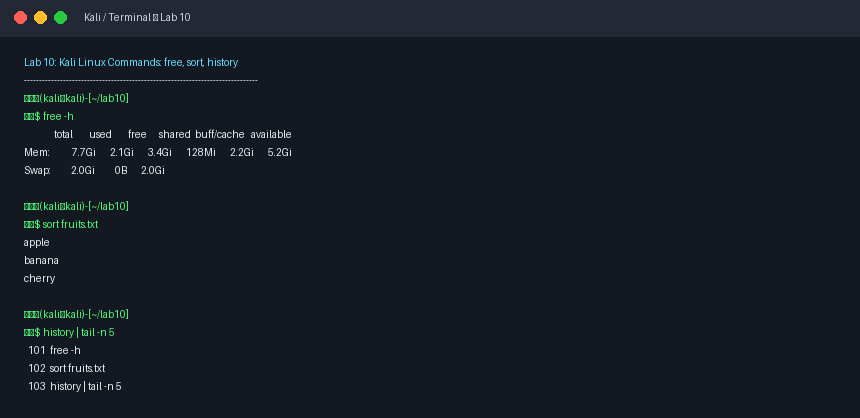 Kali / Terminal ▯ Lab 10
Lab 10: Kali Linux Commands: free, sort, history
------------------------------------------------------------------------------
▯▯▯(kali▯kali)-[~/lab10]
▯▯$ free -h
total used free shared buff/cache available
Mem: 7.7Gi 2.1Gi 3.4Gi 128Mi 2.2Gi 5.2Gi
Swap: 2.0Gi 0B 2.0Gi
▯▯▯(kali▯kali)-[~/lab10]
▯▯$ sort fruits.txt
apple
banana
cherry
▯▯▯(kali▯kali)-[~/lab10]
▯▯$ history | tail -n 5
101 free -h
102 sort fruits.txt
103 history | tail -n 5